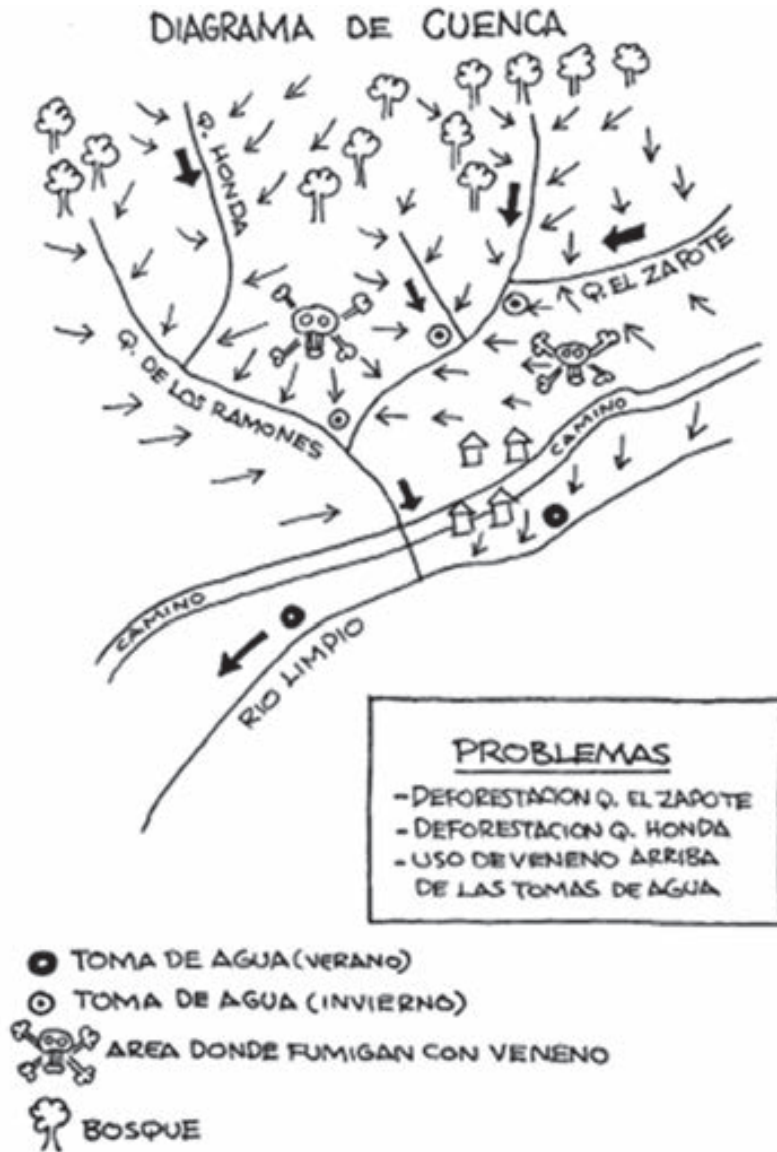 DIAGRAMA DE CUENCA
Q. HONDA
Q. EL ZAPOTE
Q. DE LOS RAMONES
CAMINO
CAMINO
RIO LIMPIO
PROBLEMAS
-DEFORESTACION Q. EL ZAPOTE
-DEFORESTACION Q. HONDA
-USO DE VENENO ARRIBA
DE LAS TOMAS DE AGUA
TOMA DE AGUA (VERANO)
TOMA DE AGUA (INVIERNO)
AREA DONDE FUMIGAN CON VENENO
BOSQUE